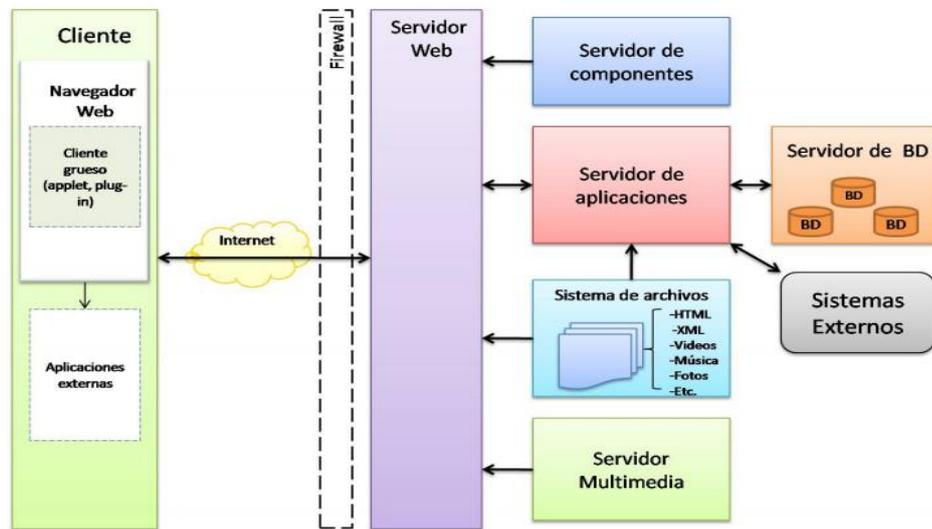 Cliente
Navegador
Web
Cliente
grueso
(applet, plug-
in)
Aplicaciones
externas
Internet
Firewall
Servidor
Web
Servidor de
componentes
Servidor de
aplicaciones
Servidor de BD
BD
BD
BD
Sistema de archivos
-HTML
-XML
-Videos
-Música
-Fotos
-Etc.
Sistemas
Externos
Servidor
Multimedia